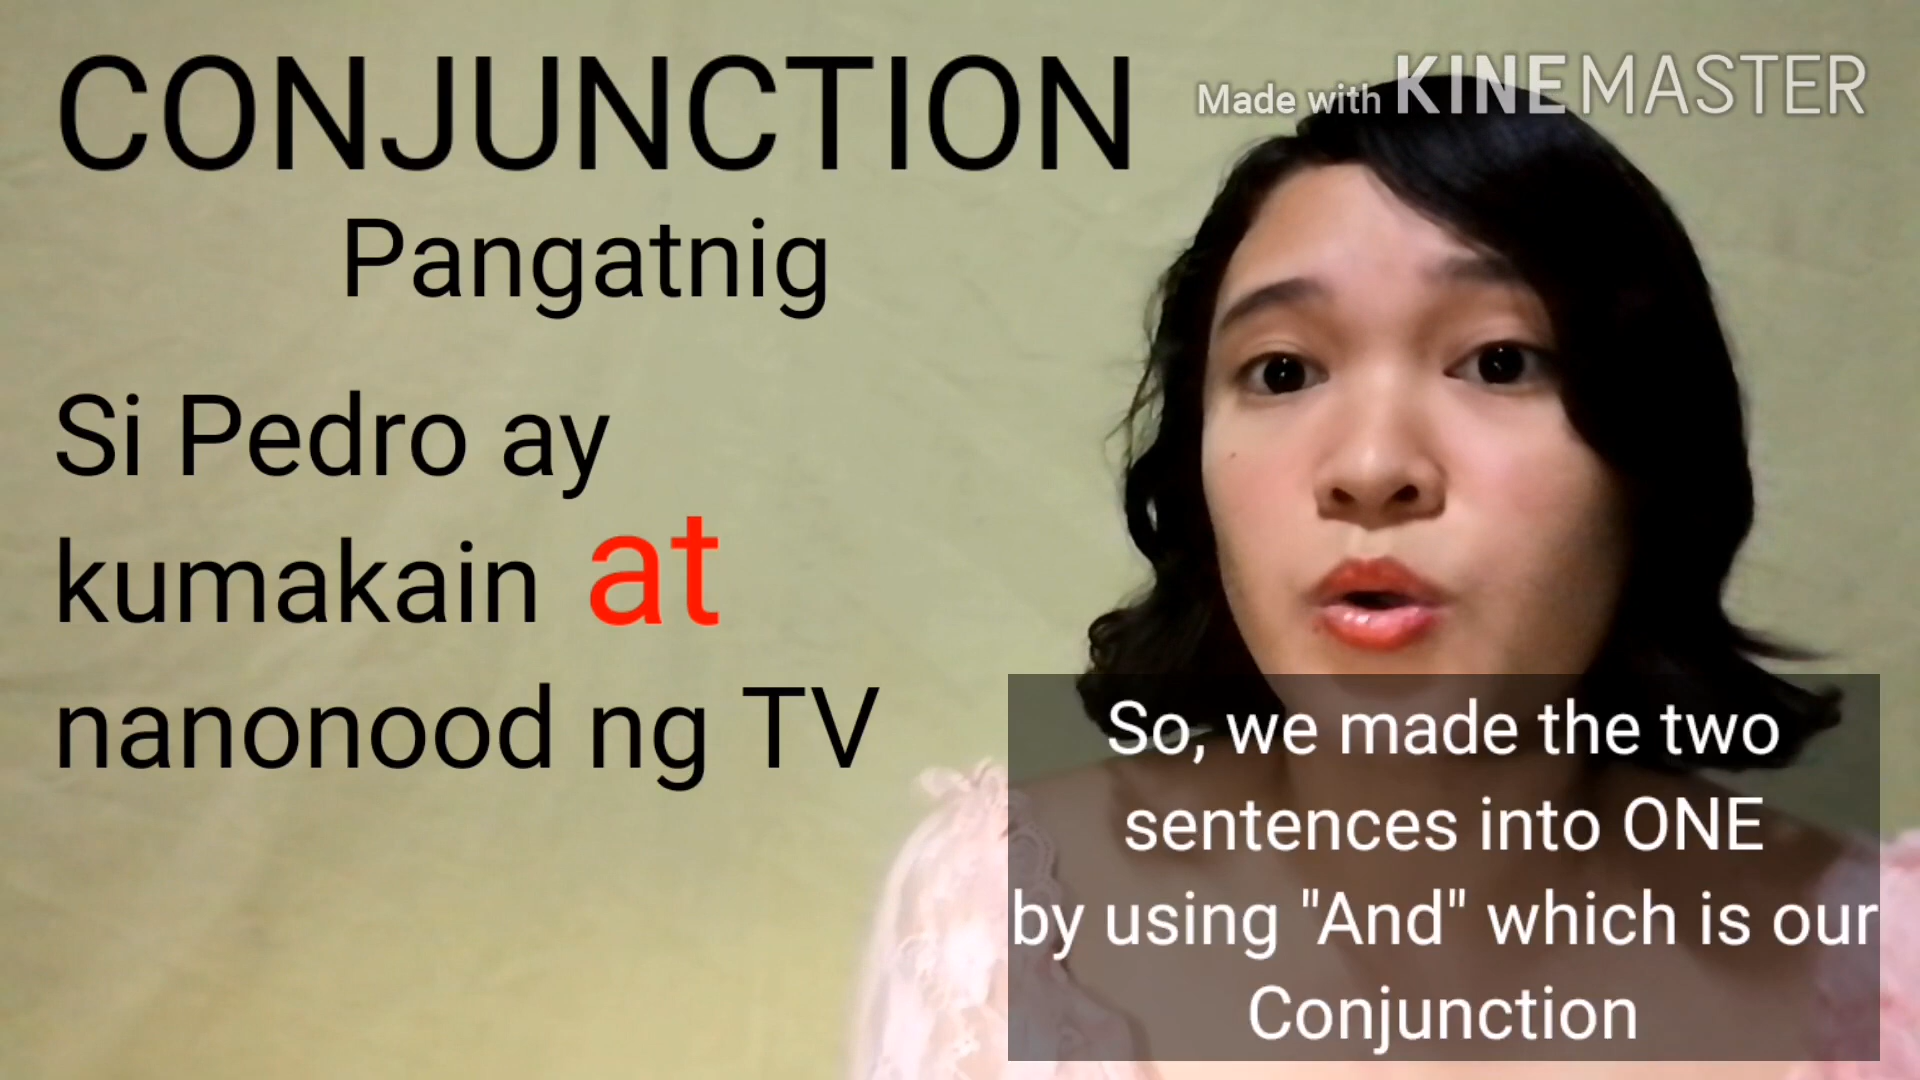 CONJUNCTION
Pangatnig
Si Pedro ay
kumakain at
nanonood ng TV
Made with KINEMASTER
So, we made the two
sentences into ONE
by using "And" which is our
Conjunction